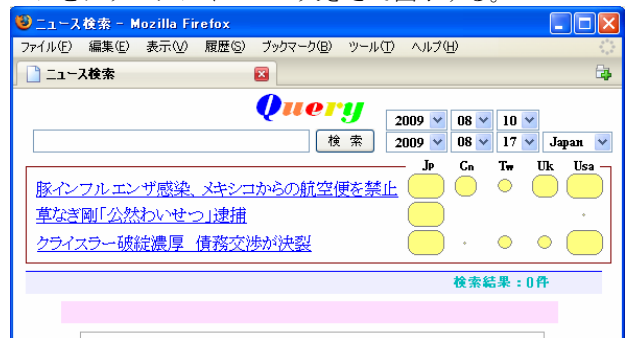 ニュース検索 - Mozilla Firefox
ファイル(F) 編集(E) 表示(V) 履歴(S) ブックマーク(B) ツール(T) ヘルプ(H)
ニュース検索
Query
2009 08 10
検 索 2009 08 17 Japan
Jp Cn Tw Uk Usa
豚インフルエンザ感染、メキシコからの航空便を禁止
草なぎ剛「公然わいせつ」逮捕
クライスラー破綻濃厚 債務交渉が決裂
検索結果:0件